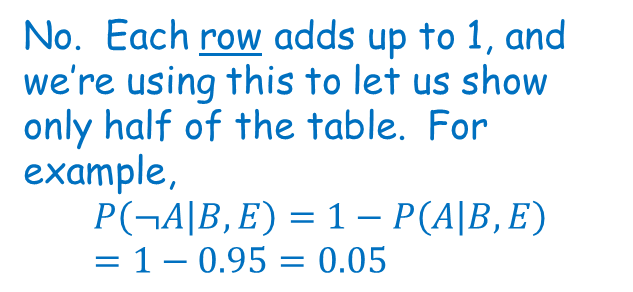 No. Each row adds up to 1, and
we're using this to let us show
only half of the table. For
example,
P(¬A|B, E) = 1 − P(A|B, E)
= 1 − 0.95 = 0.05